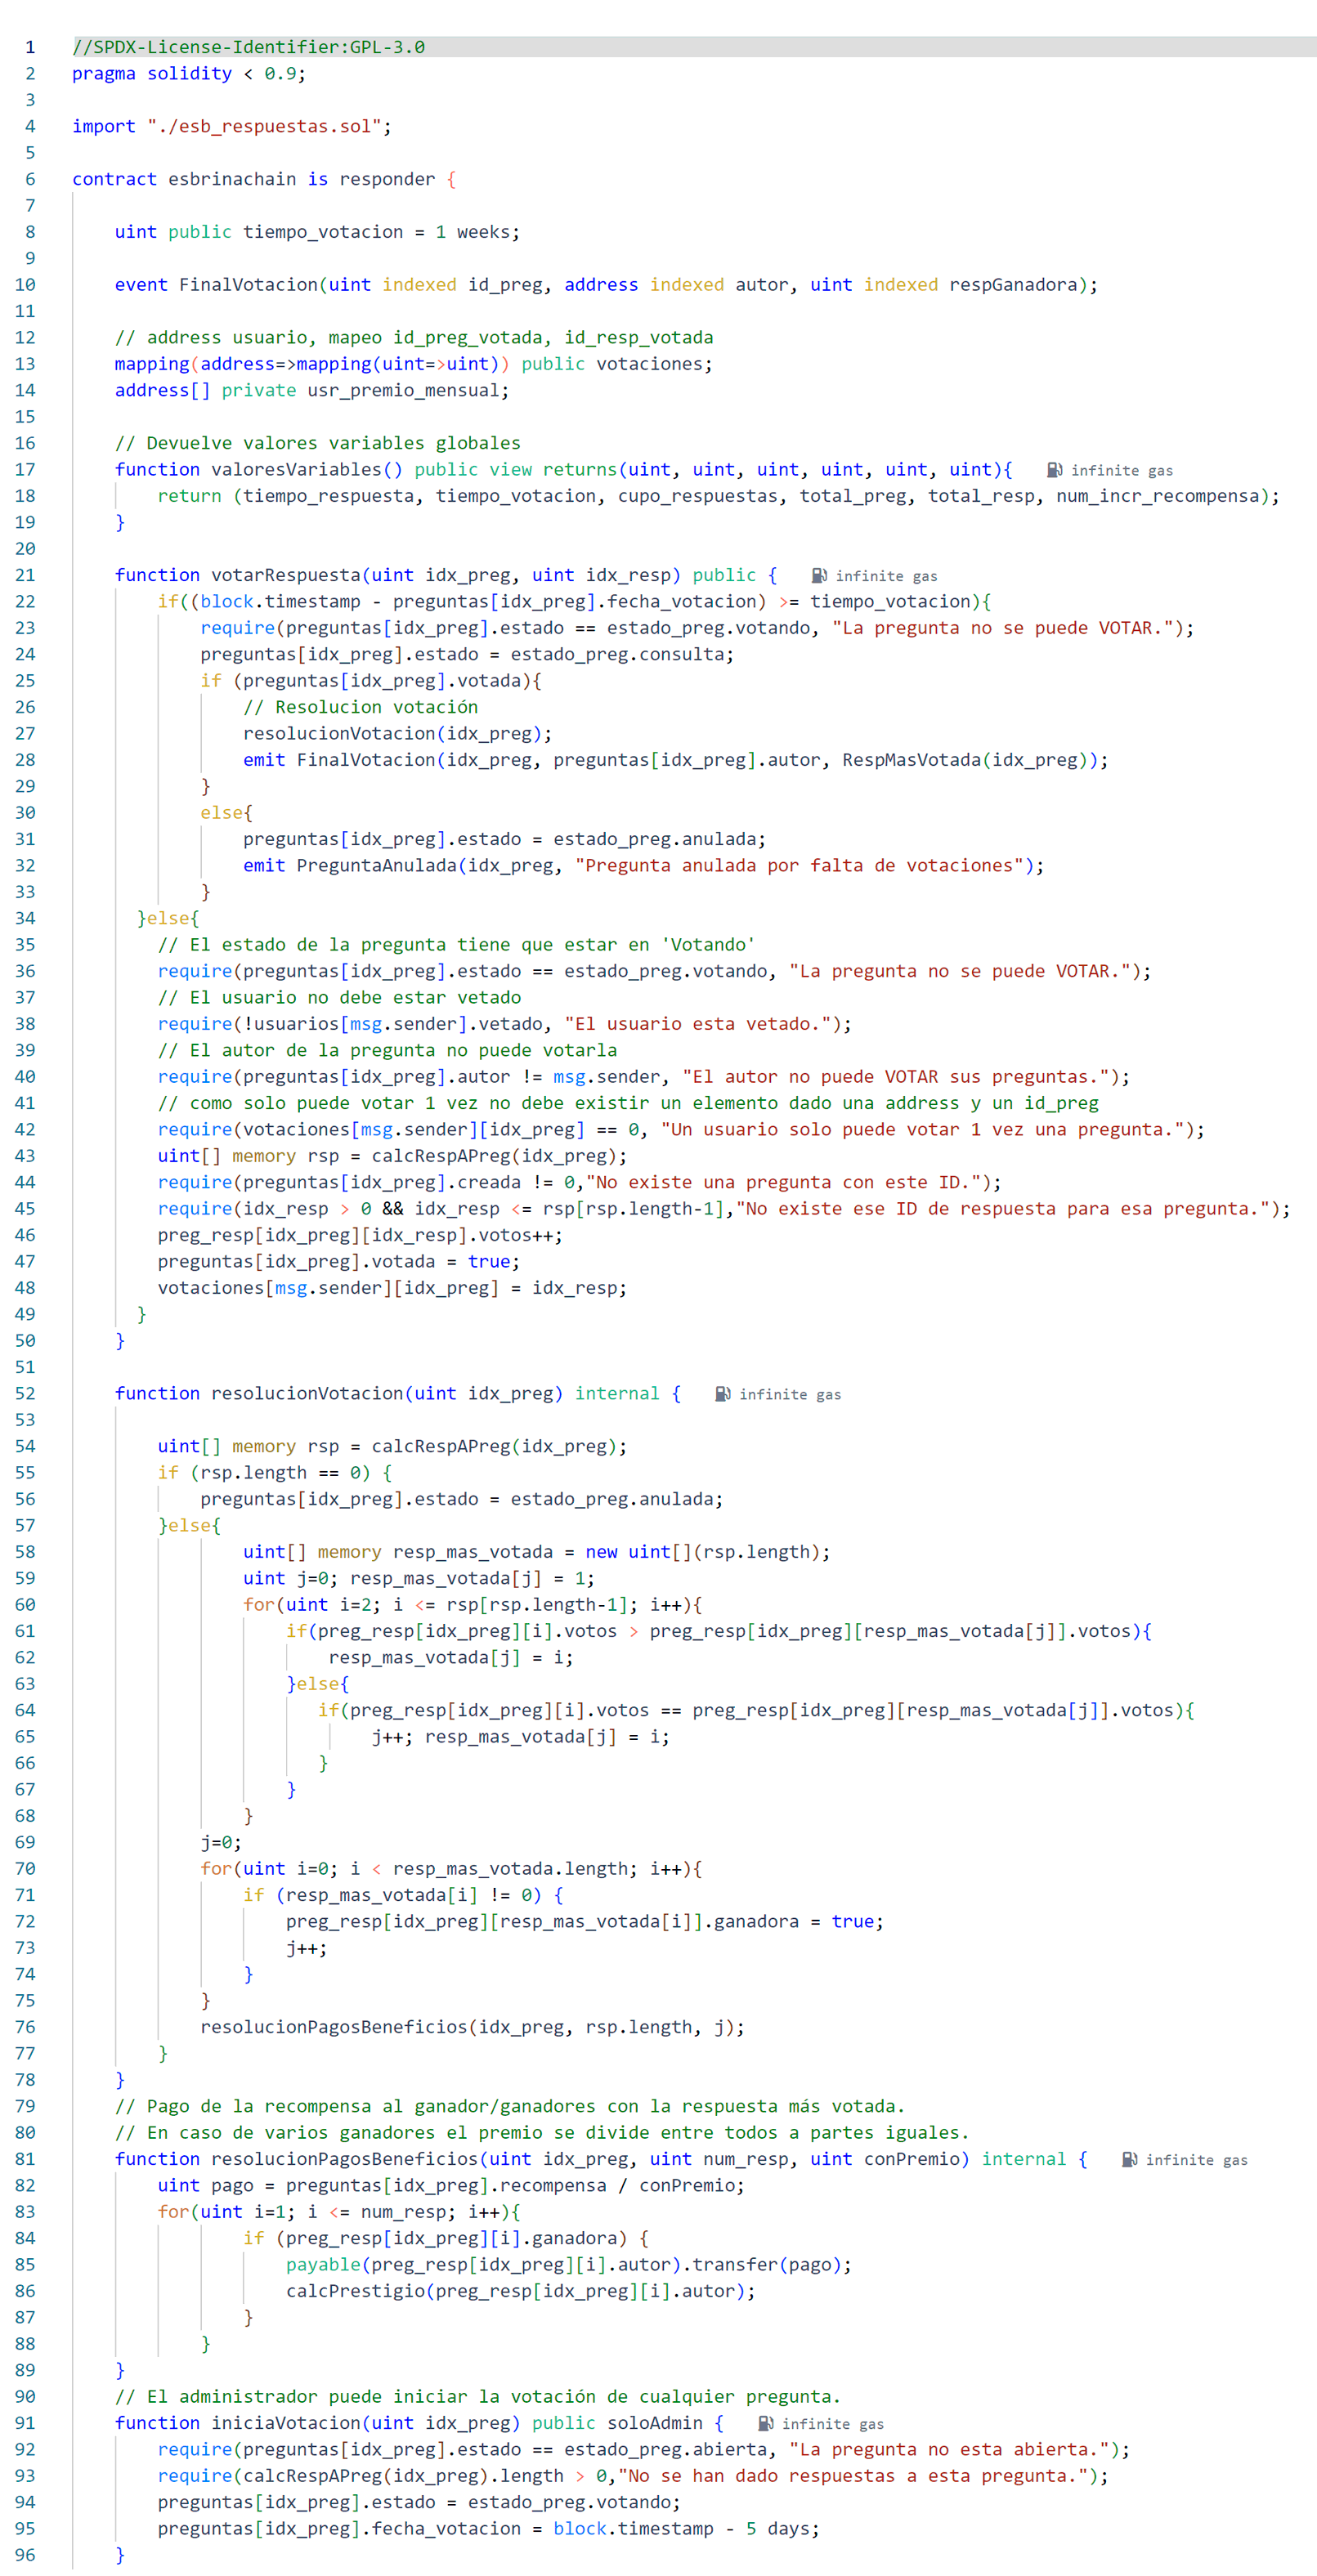 1 //SPDX-License-Identifier:GPL-3.0
2 pragma solidity < 0.9;
3
4 import "./esb_respuestas.sol";
5
6 contract esbrinachain is responder {
7
8     uint public tiempo_votacion = 1 weeks;
9
10     event FinalVotacion(uint indexed id_preg, address indexed autor, uint indexed respGanadora);
11
12     // address usuario, mapeo id_preg_votada, id_resp_votada
13     mapping(address=>mapping(uint=>uint)) public votaciones;
14     address[] private usr_premio_mensual;
15
16     // Devuelve valores variables globales
17     function valoresVariables() public view returns(uint, uint, uint, uint, uint, uint){ infinite gas
18         return (tiempo_respuesta, tiempo_votacion, cupo_respuestas, total_preg, total_resp, num_incr_recompensa);
19     }
20
21     function votarRespuesta(uint idx_preg, uint idx_resp) public { infinite gas
22         if((block.timestamp - preguntas[idx_preg].fecha_votacion) >= tiempo_votacion){
23             require(preguntas[idx_preg].estado == estado_preg.votando, "La pregunta no se puede VOTAR.");
24             preguntas[idx_preg].estado = estado_preg.consulta;
25             if (preguntas[idx_preg].votada){
26                 // Resolucion votación
27                 resolucionVotacion(idx_preg);
28                 emit FinalVotacion(idx_preg, preguntas[idx_preg].autor, RespMasVotada(idx_preg));
29             }
30             else{
31                 preguntas[idx_preg].estado = estado_preg.anulada;
32                 emit PreguntaAnulada(idx_preg, "Pregunta anulada por falta de votaciones");
33             }
34       }else{
35         // El estado de la pregunta tiene que estar en 'Votando'
36         require(preguntas[idx_preg].estado == estado_preg.votando, "La pregunta no se puede VOTAR.");
37         // El usuario no debe estar vetado
38         require(!usuarios[msg.sender].vetado, "El usuario esta vetado.");
39         // El autor de la pregunta no puede votarla
40         require(preguntas[idx_preg].autor != msg.sender, "El autor no puede VOTAR sus preguntas.");
41         // como solo puede votar 1 vez no debe existir un elemento dado una address y un id_preg
42         require(votaciones[msg.sender][idx_preg] == 0, "Un usuario solo puede votar 1 vez una pregunta.");
43         uint[] memory rsp = calcRespAPreg(idx_preg);
44         require(preguntas[idx_preg].creada != 0,"No existe una pregunta con este ID.");
45         require(idx_resp > 0 && idx_resp <= rsp[rsp.length-1],"No existe ese ID de respuesta para esa pregunta.");
46         preg_resp[idx_preg][idx_resp].votos++;
47         preguntas[idx_preg].votada = true;
48         votaciones[msg.sender][idx_preg] = idx_resp;
49       }
50     }
51
52     function resolucionVotacion(uint idx_preg) internal { infinite gas
53
54         uint[] memory rsp = calcRespAPreg(idx_preg);
55         if (rsp.length == 0) {
56             preguntas[idx_preg].estado = estado_preg.anulada;
57         }else{
58                 uint[] memory resp_mas_votada = new uint[](rsp.length);
59                 uint j=0; resp_mas_votada[j] = 1;
60                 for(uint i=2; i <= rsp[rsp.length-1]; i++){
61                     if(preg_resp[idx_preg][i].votos > preg_resp[idx_preg][resp_mas_votada[j]].votos){
62                         resp_mas_votada[j] = i;
63                     }else{
64                        if(preg_resp[idx_preg][i].votos == preg_resp[idx_preg][resp_mas_votada[j]].votos){
65                             j++; resp_mas_votada[j] = i;
66                        }
67                     }
68                 }
69             j=0;
70             for(uint i=0; i < resp_mas_votada.length; i++){
71                 if (resp_mas_votada[i] != 0) {
72                     preg_resp[idx_preg][resp_mas_votada[i]].ganadora = true;
73                     j++;
74                 }
75             }
76             resolucionPagosBeneficios(idx_preg, rsp.length, j);
77         }
78     }
79     // Pago de la recompensa al ganador/ganadores con la respuesta más votada.
80     // En caso de varios ganadores el premio se divide entre todos a partes iguales.
81     function resolucionPagosBeneficios(uint idx_preg, uint num_resp, uint conPremio) internal { infinite gas
82         uint pago = preguntas[idx_preg].recompensa / conPremio;
83         for(uint i=1; i <= num_resp; i++){
84                 if (preg_resp[idx_preg][i].ganadora) {
85                     payable(preg_resp[idx_preg][i].autor).transfer(pago);
86                     calcPrestigio(preg_resp[idx_preg][i].autor);
87                 }
88             }
89     }
90     // El administrador puede iniciar la votación de cualquier pregunta.
91     function iniciaVotacion(uint idx_preg) public soloAdmin { infinite gas
92         require(preguntas[idx_preg].estado == estado_preg.abierta, "La pregunta no esta abierta.");
93         require(calcRespAPreg(idx_preg).length > 0,"No se han dado respuestas a esta pregunta.");
94         preguntas[idx_preg].estado = estado_preg.votando;
95         preguntas[idx_preg].fecha_votacion = block.timestamp - 5 days;
96     }